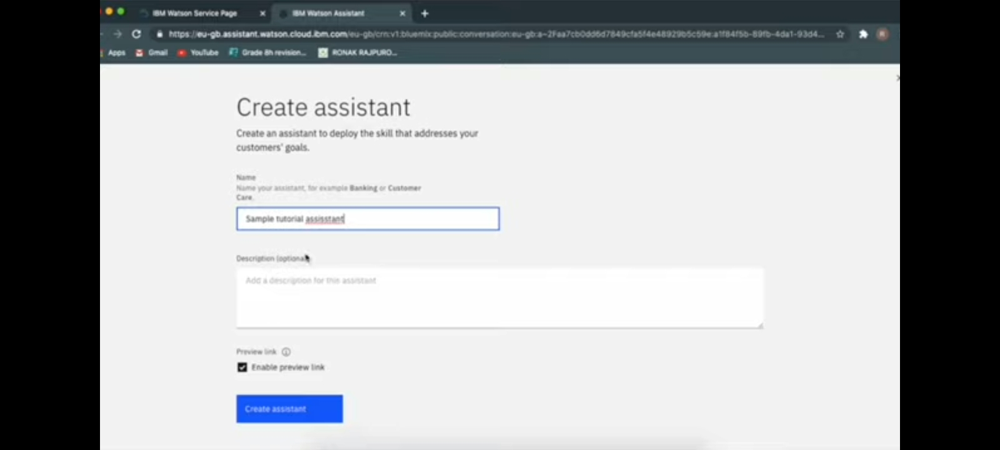 IBM Watson Service Page
IBM Watson Assistant
https://eu-gb.assistant.watson.cloud.ibm.com/eu-gb/crn:v1:bluemix:public:conversation:eu-gb:a~2Faa7cb0dd6d7849cfa5f4e48929b5c59e:a1f84f5b-89fb-4da1-93d4...
Apps
Gmail
YouTube
Grade 8h revision...
RONAK RAJPURO...
Create assistant
Create an assistant to deploy the skill that addresses your
customers' goals.
Name
Name your assistant, for example Banking or Customer
Care.
Sample tutorial assisstant
Description (optional)
Add a description for this assistant
Preview link
Enable preview link
Create assistant